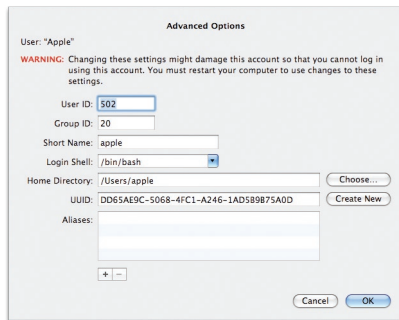 Advanced Options
User: "Apple"
WARNING: Changing these settings might damage this account so that you cannot log in
using this account. You must restart your computer to use changes to these
settings.
User ID: 502
Group ID: 20
Short Name: apple
Login Shell: /bin/bash
Home Directory: /Users/apple Choose...
UUID: DD65AE9C-5068-4FC1-A246-1AD5B9B75A0D Create New
Aliases:
+ −
Cancel OK